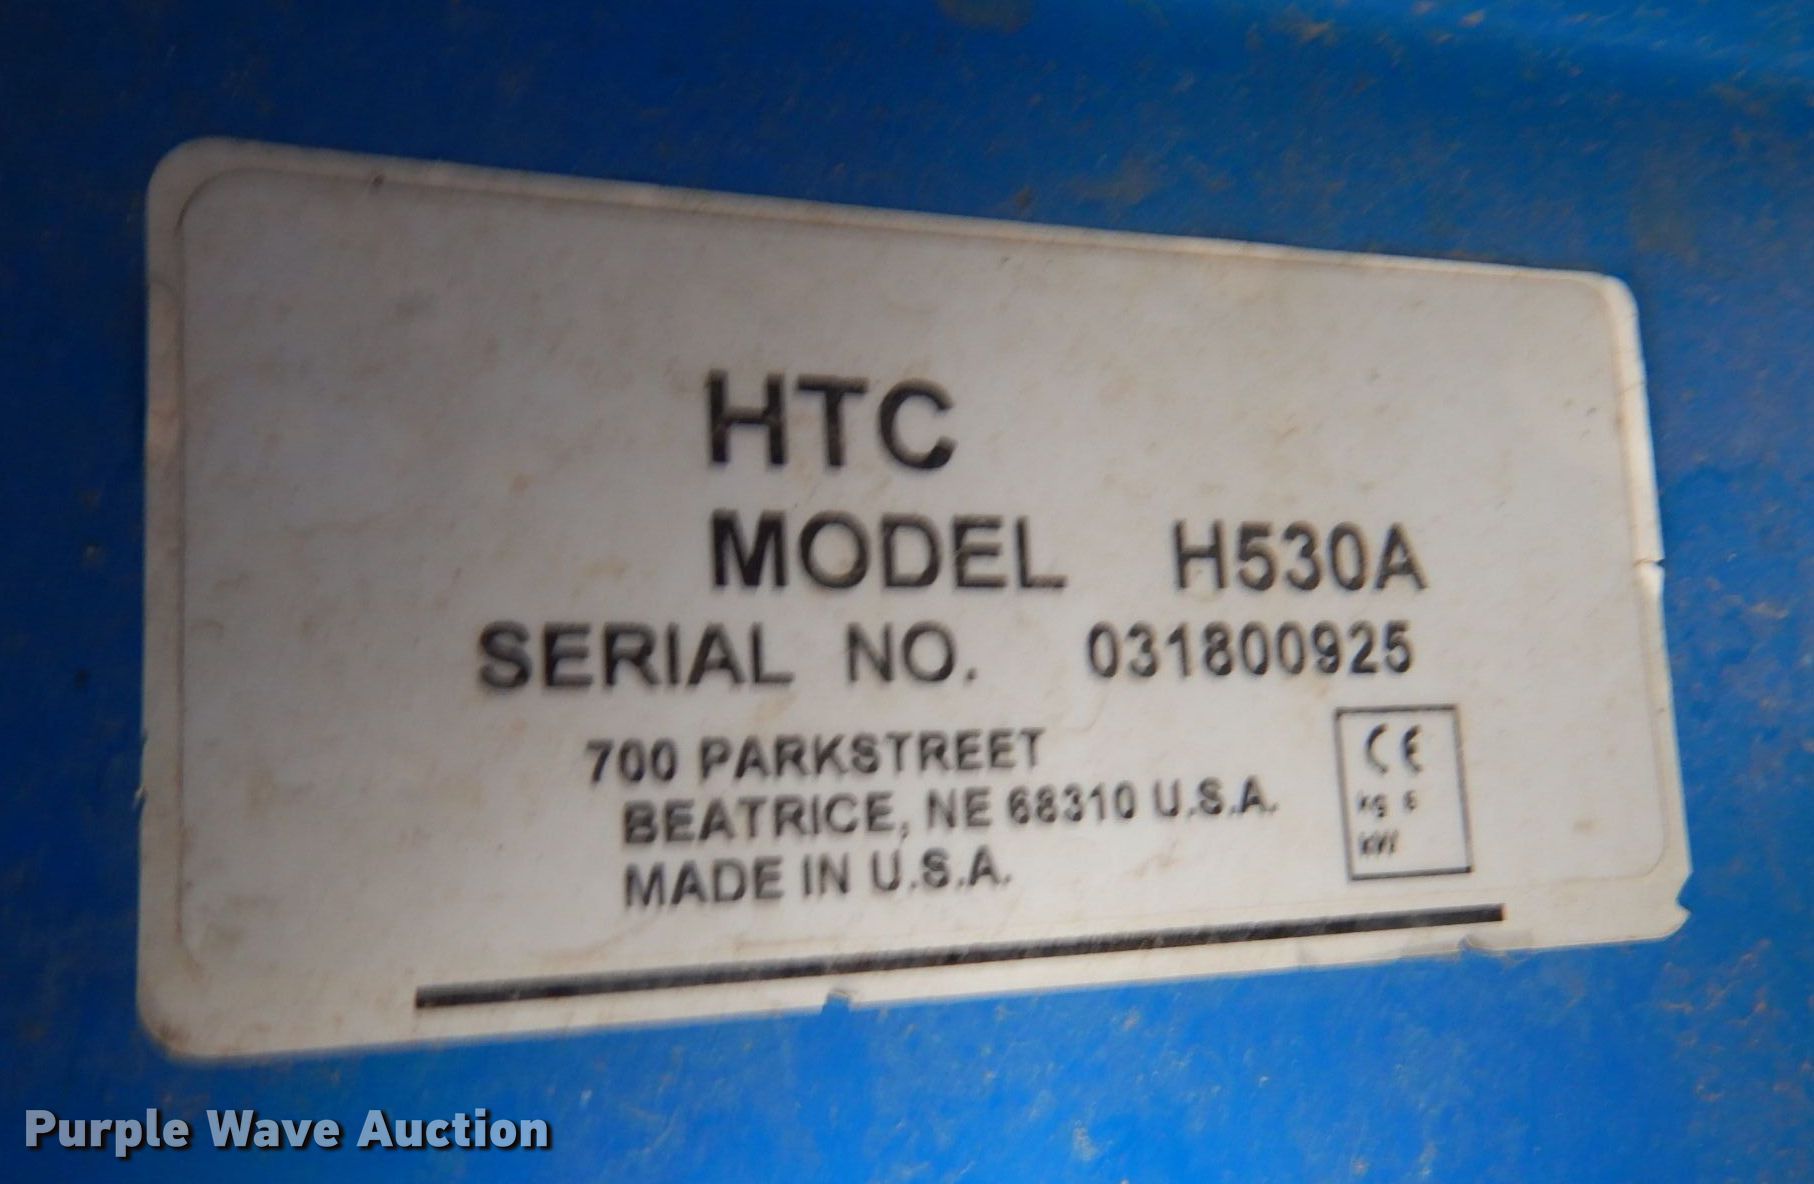 HTC
MODEL H530A
SERIAL NO. 031800925
700 PARKSTREET
BEATRICE, NE 68310 U.S.A.
MADE IN U.S.A.
CE
kg
kW
Purple Wave Auction